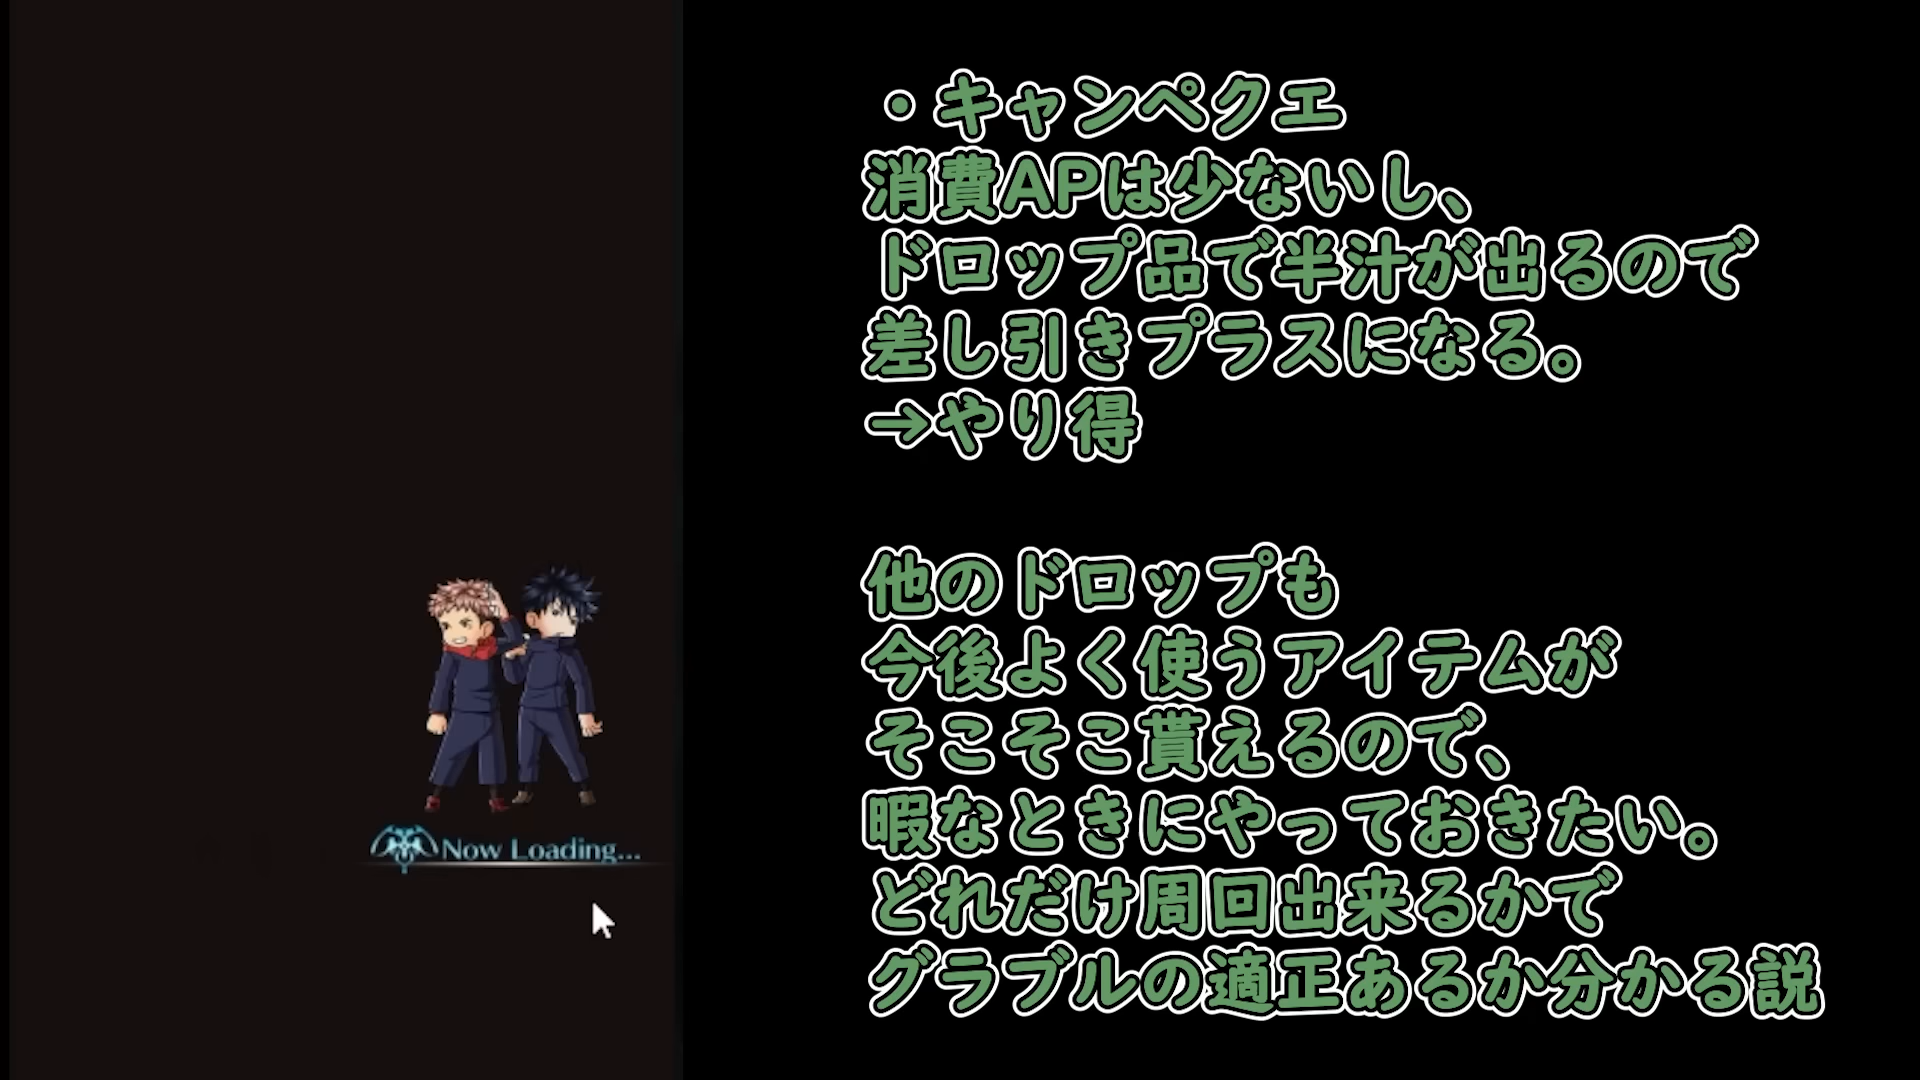 ・キャンペクエ
消費APは少ないし、
ドロップ品で半汁が出るので
差し引きプラスになる。
→やり得
他のドロップも
今後よく使うアイテムが
そこそこ貰えるので、
暇なときにやっておきたい。
どれだけ周回出来るかで
グラブルの適正あるか分かる説
Now Loading...